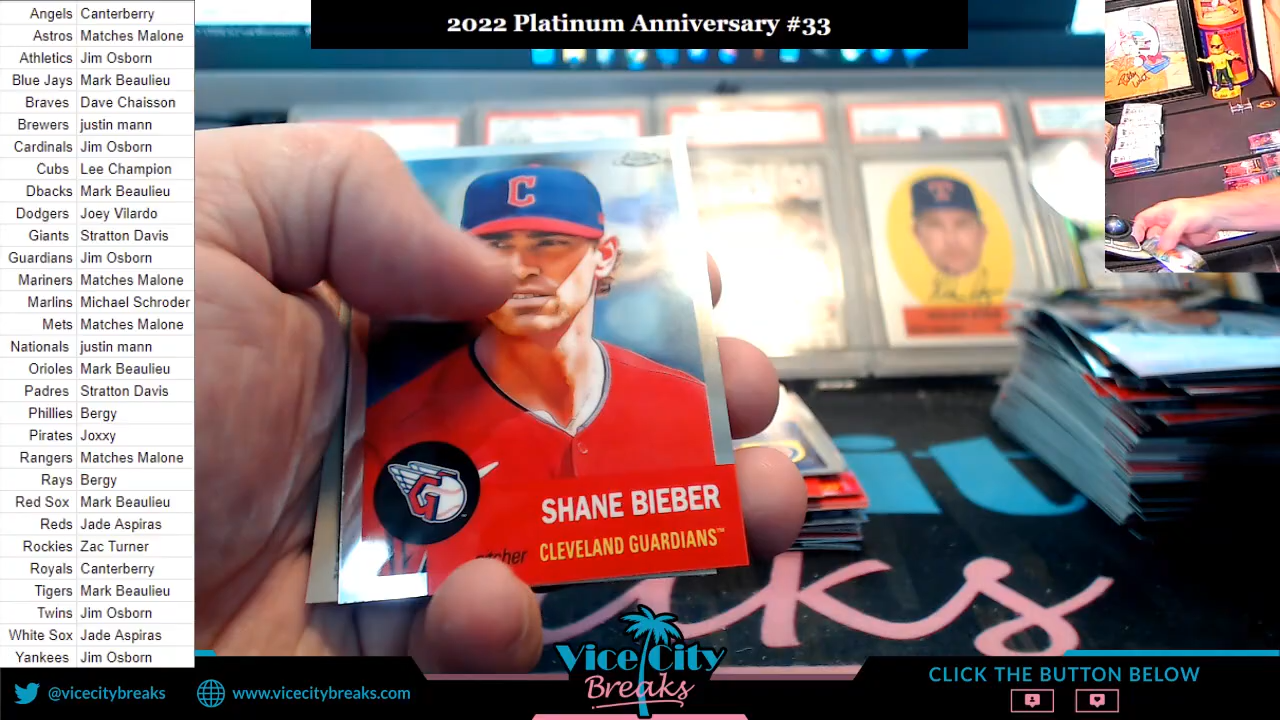 2022 Platinum Anniversary #33
Angels Canterberry
Astros Matches Malone
Athletics Jim Osborn
Blue Jays Mark Beaulieu
Braves Dave Chaisson
Brewers justin mann
Cardinals Jim Osborn
Cubs Lee Champion
Dbacks Mark Beaulieu
Dodgers Joey Vilardo
Giants Stratton Davis
Guardians Jim Osborn
Mariners Matches Malone
Marlins Michael Schroder
Mets Matches Malone
Nationals justin mann
Orioles Mark Beaulieu
Padres Stratton Davis
Phillies Bergy
Pirates Joxxy
Rangers Matches Malone
Rays Bergy
Red Sox Mark Beaulieu
Reds Jade Aspiras
Rockies Zac Turner
Royals Canterberry
Tigers Mark Beaulieu
Twins Jim Osborn
White Sox Jade Aspiras
Yankees Jim Osborn
C
T
SHANE BIEBER
CLEVELAND GUARDIANS™
Vice City
Breaks
@vicecitybreaks
www.vicecitybreaks.com
CLICK THE BUTTON BELOW